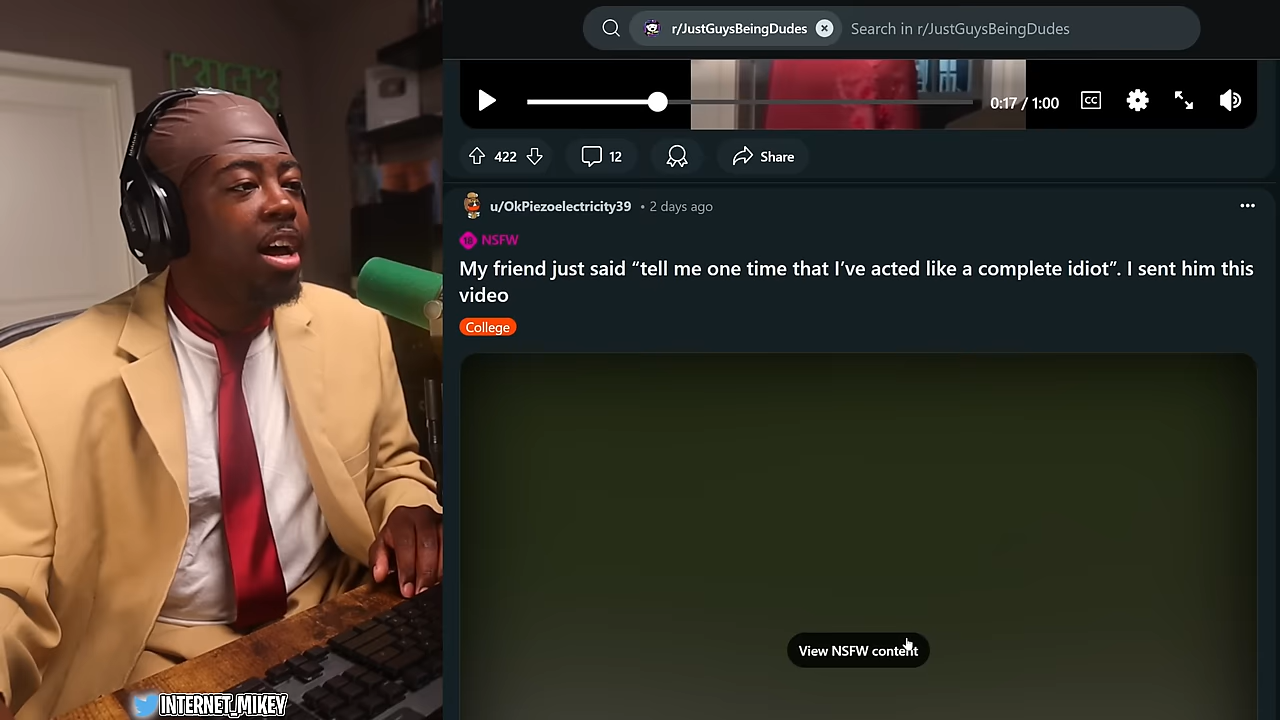 KICK
r/JustGuysBeingDudes
Search in r/JustGuysBeingDudes
0:17 / 1:00
CC
422
12
Share
u/OkPiezoelectricity39 • 2 days ago
18 NSFW
My friend just said “tell me one time that I’ve acted like a complete idiot”. I sent him this
video
College
View NSFW content
INTERNET_MIKEY